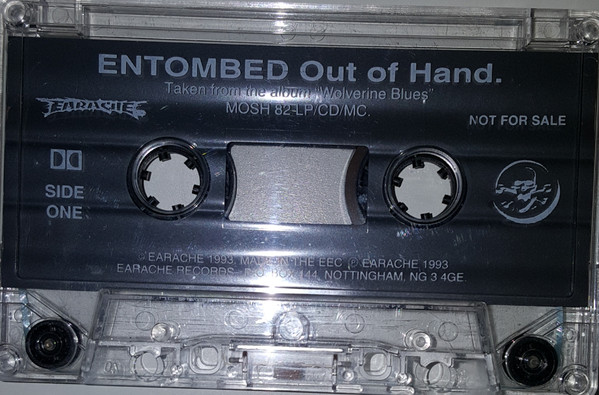 ENTOMBED Out of Hand.
Taken from the album "Wolverine Blues"
MOSH 82 LP/CD/MC.
EARACHE
NOT FOR SALE
SIDE
ONE
EARACHE 1993. MADE IN THE EEC ℗ EARACHE 1993
EARACHE RECORDS - P.O. BOX 144, NOTTINGHAM. NG 3 4GE.